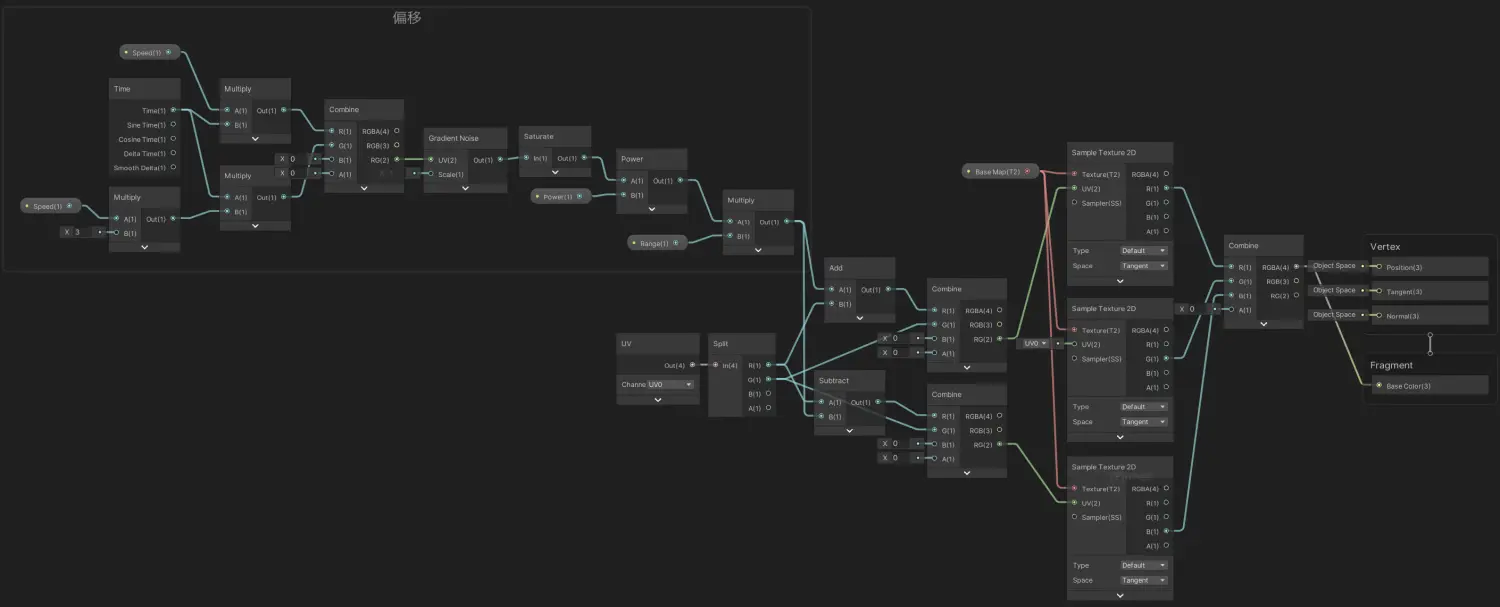 偏移
Speed(1)
Time
Time(1)
Sine Time(1)
Cosine Time(1)
Delta Time(1)
Smooth Delta(1)
Multiply
A(1) Out(1)
B(1)
Speed(1)
X 3
Multiply
A(1) Out(1)
B(1)
Multiply
A(1) Out(1)
B(1)
Combine
R(1) RGBA(4)
G(1) RGB(3)
X 0 B(1) RG(2)
X 0 A(1)
Gradient Noise
UV(2) Out(1)
Scale(1)
Saturate
In(1) Out(1)
Power(1)
Power
A(1) Out(1)
B(1)
Range(1)
Multiply
A(1) Out(1)
B(1)
Add
A(1) Out(1)
B(1)
UV
Out(4)
Channe UV0
Split
In(4) R(1)
G(1)
B(1)
A(1)
Subtract
A(1) Out(1)
B(1)
Combine
R(1) RGBA(4)
G(1) RGB(3)
X 0 B(1) RG(2)
X 0 A(1)
Combine
R(1) RGBA(4)
G(1) RGB(3)
X 0 B(1) RG(2)
X 0 A(1)
Base Map(T2)
Sample Texture 2D
Texture(T2) RGBA(4)
UV(2) R(1)
Sampler(SS) G(1)
B(1)
A(1)
Type Default
Space Tangent
Sample Texture 2D
Texture(T2) RGBA(4)
UV0 UV(2) R(1)
Sampler(SS) G(1)
B(1)
A(1)
Type Default
Space Tangent
Sample Texture 2D
Texture(T2) RGBA(4)
UV(2) R(1)
Sampler(SS) G(1)
B(1)
A(1)
Type Default
Space Tangent
Combine
R(1) RGBA(4)
G(1) RGB(3)
B(1) RG(2)
X 0 A(1)
Vertex
Object Space Position(3)
Object Space Tangent(3)
Object Space Normal(3)
Fragment
Base Color(3)